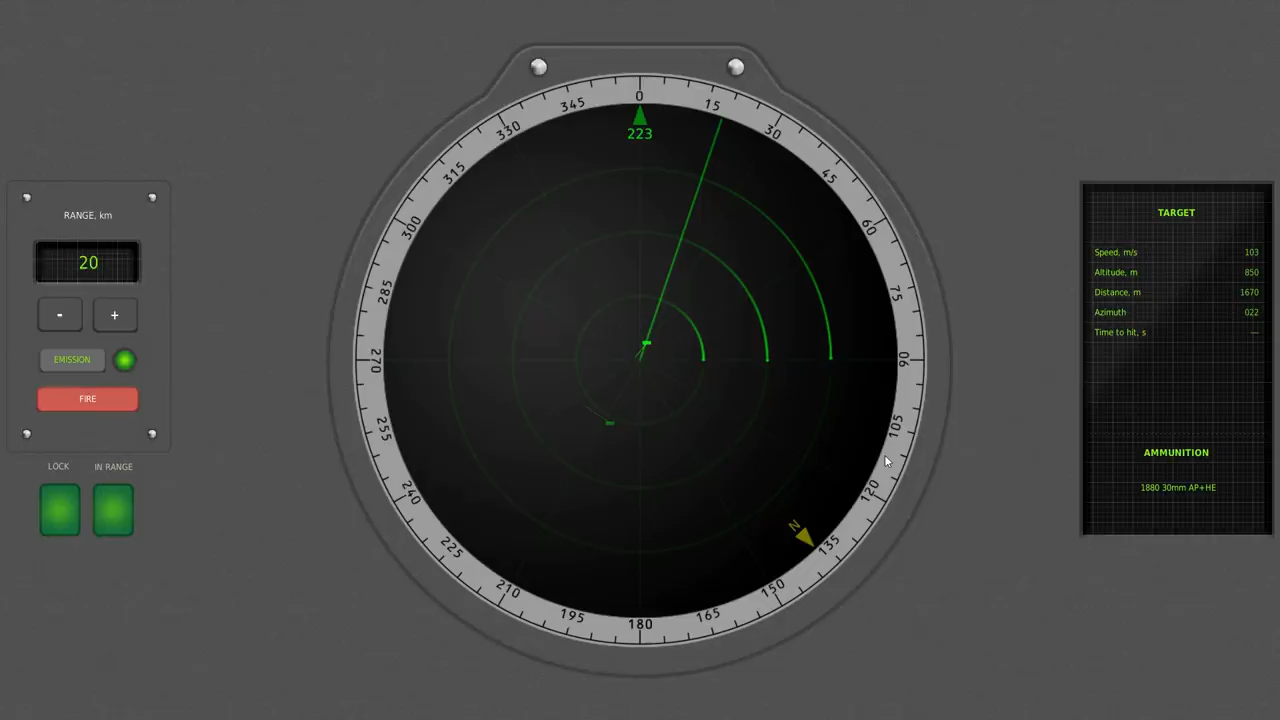 RANGE, km
20
-
+
EMISSION
FIRE
LOCK
IN RANGE
0
15
30
45
60
75
90
105
120
135
150
165
180
195
210
225
240
255
270
285
300
315
330
345
223
N
TARGET
Speed, m/s 103
Altitude, m 850
Distance, m 1670
Azimuth 022
Time to hit, s —
AMMUNITION
1880 30mm AP+HE